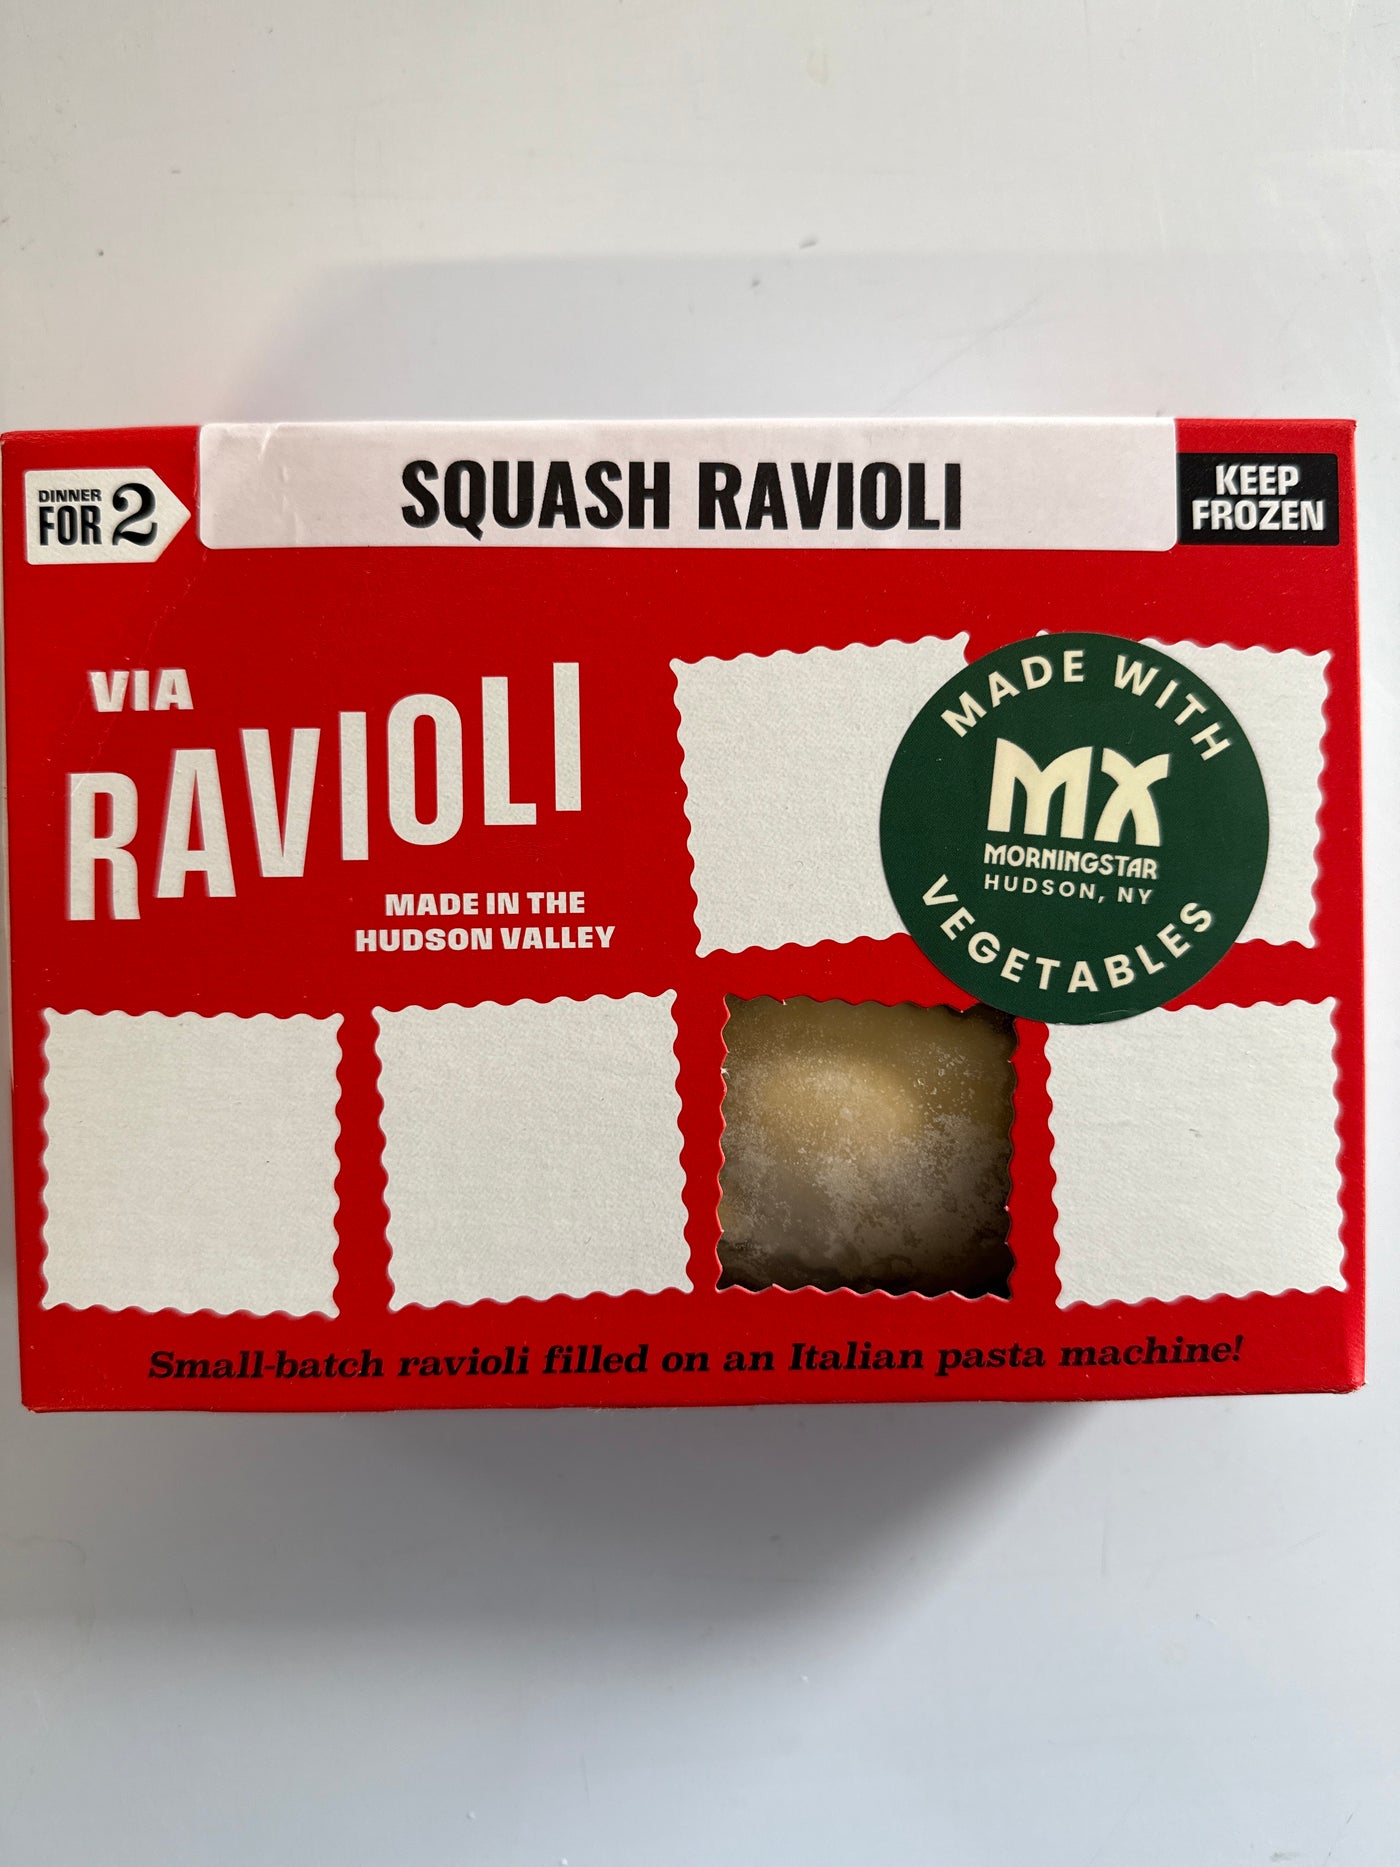 DINNER
FOR 2
SQUASH RAVIOLI
KEEP
FROZEN
VIA
RAVIOLI
MADE IN THE
HUDSON VALLEY
MADE WITH
MX
MORNINGSTAR
HUDSON, NY
VEGETABLES
Small-batch ravioli filled on an Italian pasta machine!